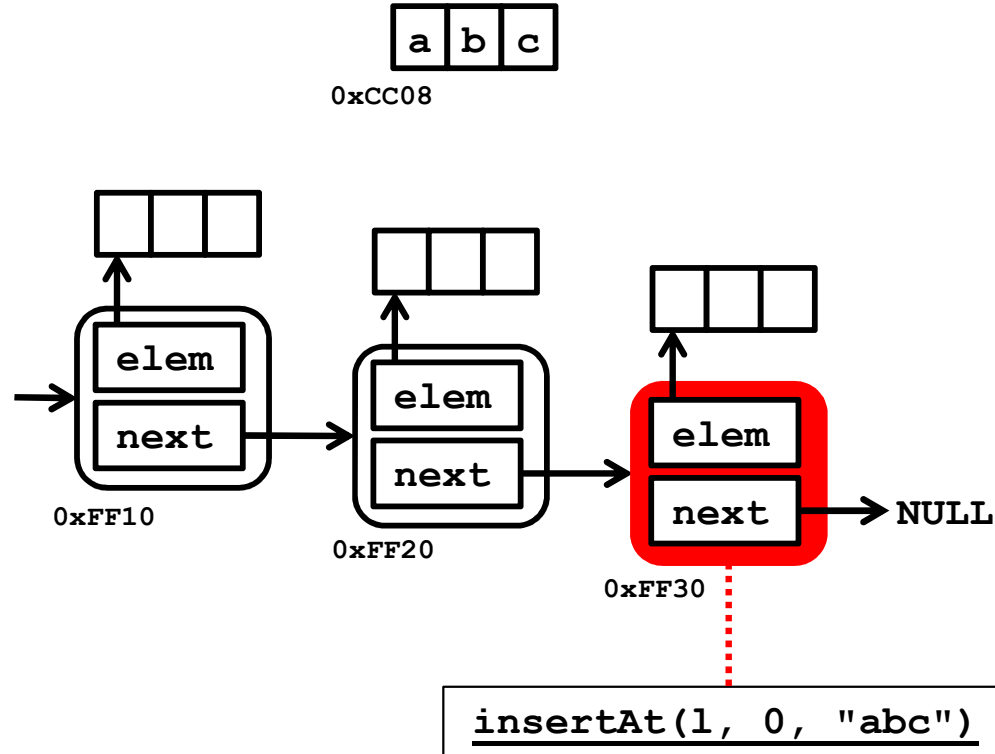 a b c
0xCC08
elem
next
0xFF10
elem
next
0xFF20
elem
next
NULL
0xFF30
insertAt(l, 0, "abc")